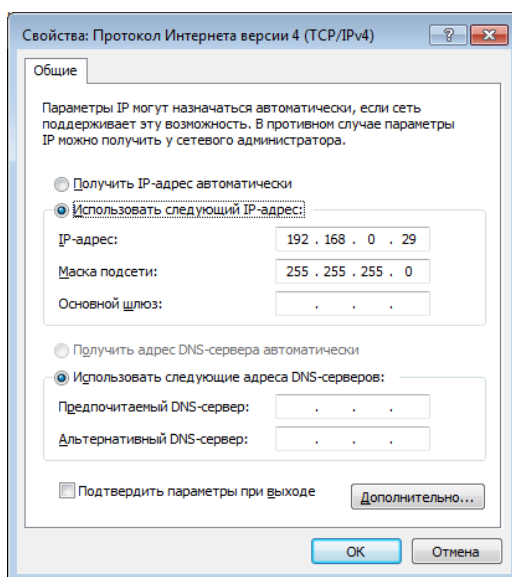 Свойства: Протокол Интернета версии 4 (TCP/IPv4)
Общие
Параметры IP могут назначаться автоматически, если сеть
поддерживает эту возможность. В противном случае параметры
IP можно получить у сетевого администратора.
Получить IP-адрес автоматически
Использовать следующий IP-адрес:
IP-адрес: 192 . 168 . 0 . 29
Маска подсети: 255 . 255 . 255 . 0
Основной шлюз: . . .
Получить адрес DNS-сервера автоматически
Использовать следующие адреса DNS-серверов:
Предпочитаемый DNS-сервер: . . .
Альтернативный DNS-сервер: . . .
Подтвердить параметры при выходе
Дополнительно...
ОК Отмена